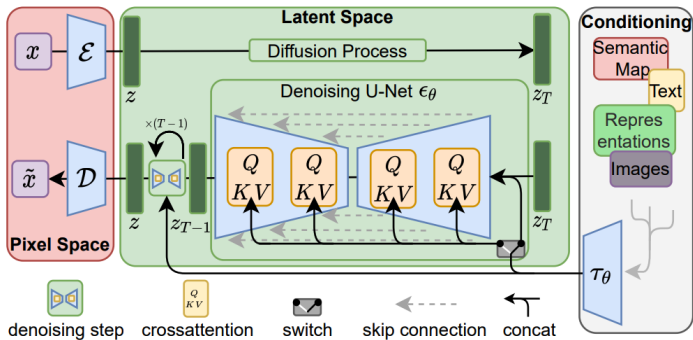 Latent Space
Conditioning
x
ℰ
Diffusion Process
z
z_T
Semantic
Map
Text
Repres
entations
Images
Denoising U-Net ϵ_θ
×(T−1)
x̃
𝒟
z
z_{T−1}
Q
KV
Q
KV
Q
KV
Q
KV
z_T
Pixel Space
τ_θ
Q
KV
denoising step
crossattention
switch
skip connection
concat